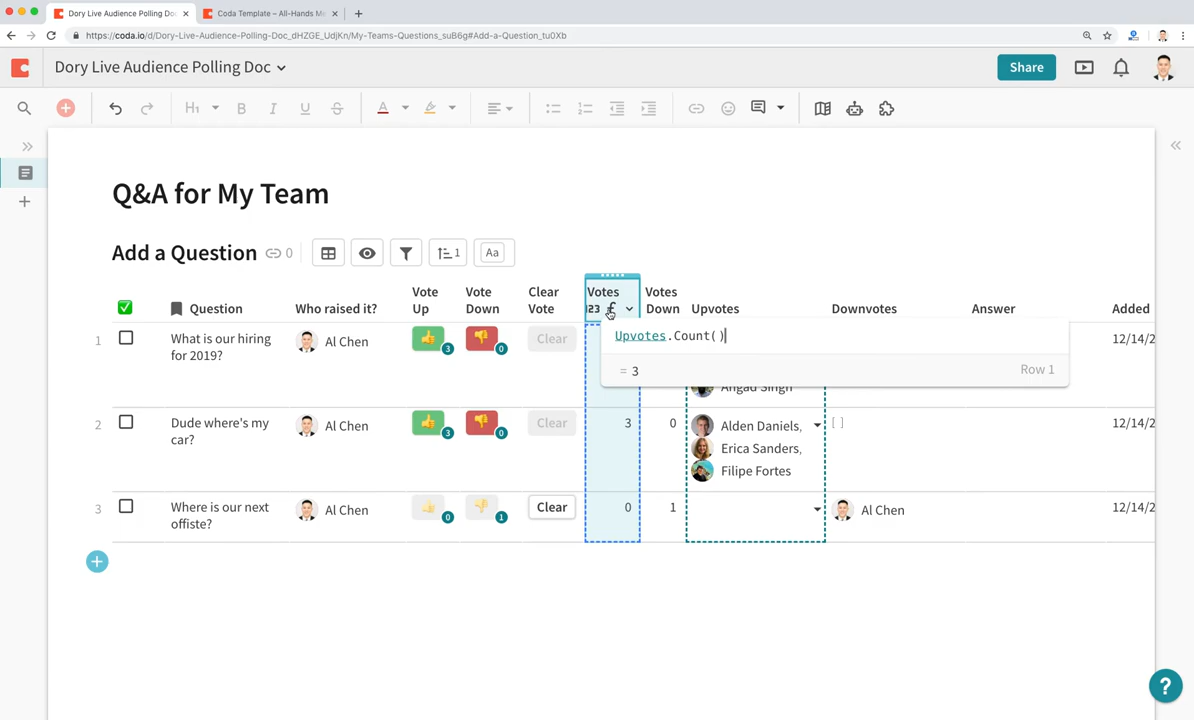 Dory Live Audience Polling Do
Coda Template – All-Hands Me
https://coda.io/d/Dory-Live-Audience-Polling-Doc_dHZGE_UdjKn/My-Teams-Questions_suB6g#Add-a-Question_tu0Xb
Dory Live Audience Polling Doc
Share
H1 B I U S A
Q&A for My Team
Add a Question 0 1 Aa
✅ Question Who raised it? Vote Up Vote Down Clear Vote Votes Votes Down Upvotes Downvotes Answer Added
123 f
Upvotes.Count()
= 3 Row 1
1 What is our hiring Al Chen 3 0 Clear 12/14/2
for 2019?
Angad Singh
2 Dude where's my Al Chen 3 0 Clear 3 0 Alden Daniels, [ ] 12/14/2
car? Erica Sanders,
Filipe Fortes
3 Where is our next Al Chen 0 1 Clear 0 1 Al Chen 12/14/2
offiste?
?